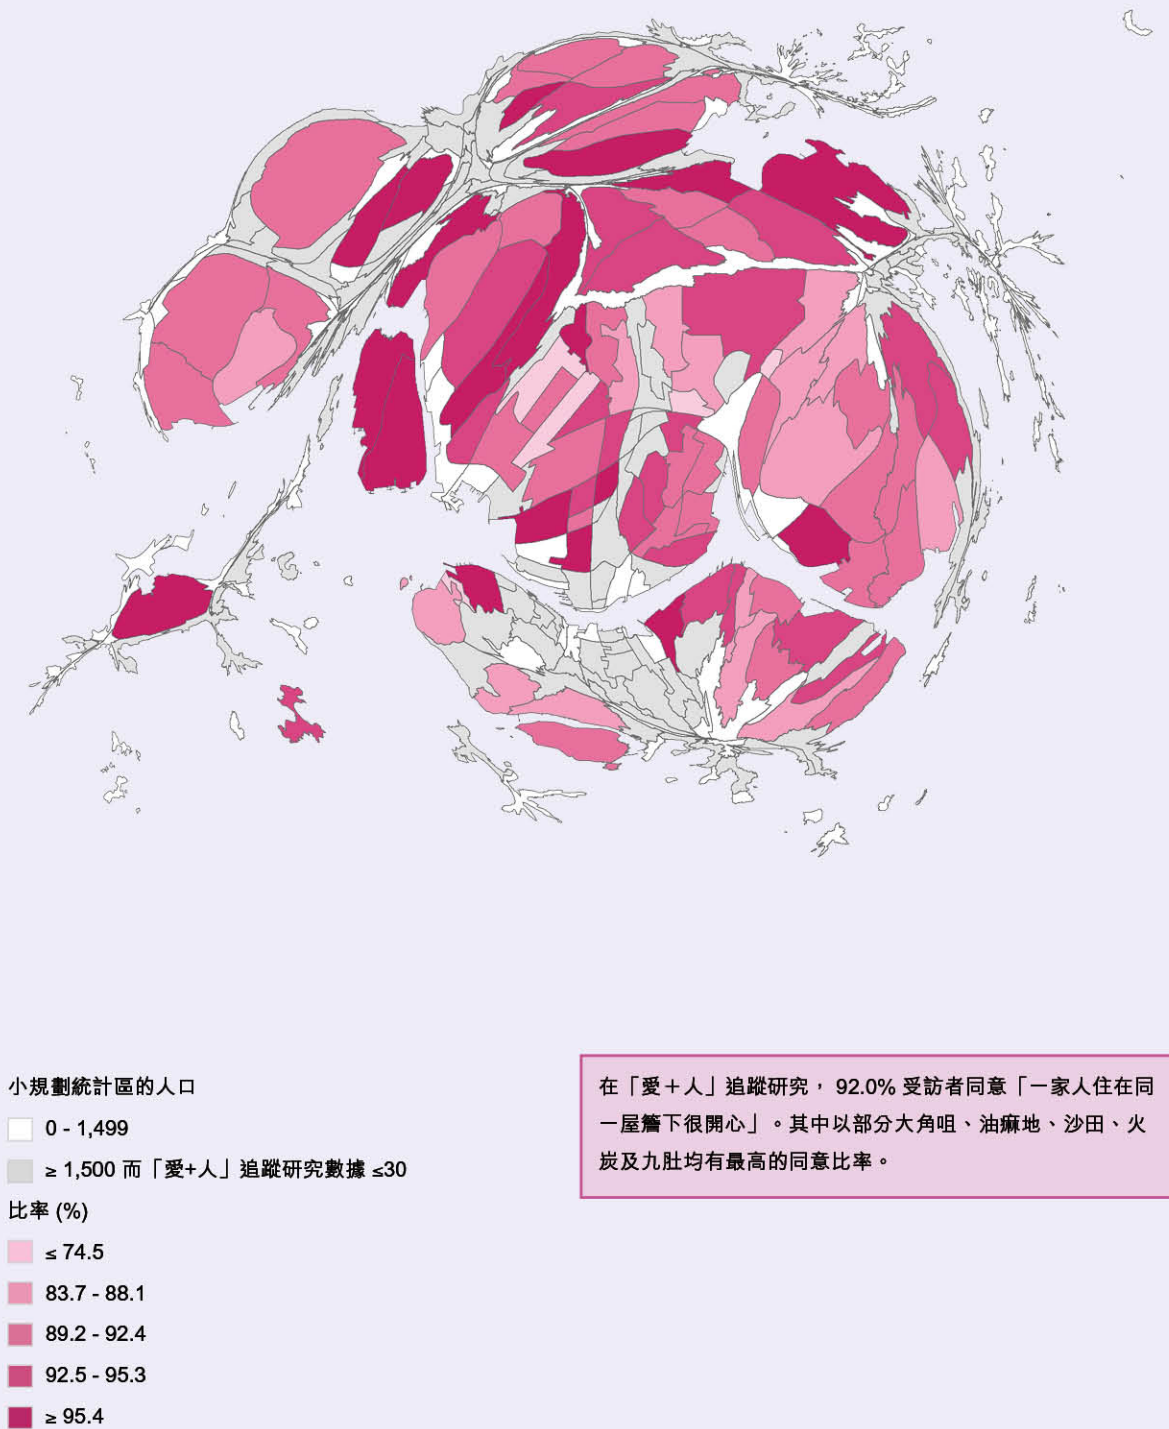 小規劃統計區的人口
0 - 1,499
≥ 1,500 而「愛+人」追蹤研究數據 ≤30
比率 (%)
≤ 74.5
83.7 - 88.1
89.2 - 92.4
92.5 - 95.3
≥ 95.4
在「愛＋人」追蹤研究， 92.0% 受訪者同意「一家人住在同
一屋簷下很開心」。其中以部分大角咀、油痲地、沙田、火
炭及九肚均有最高的同意比率。